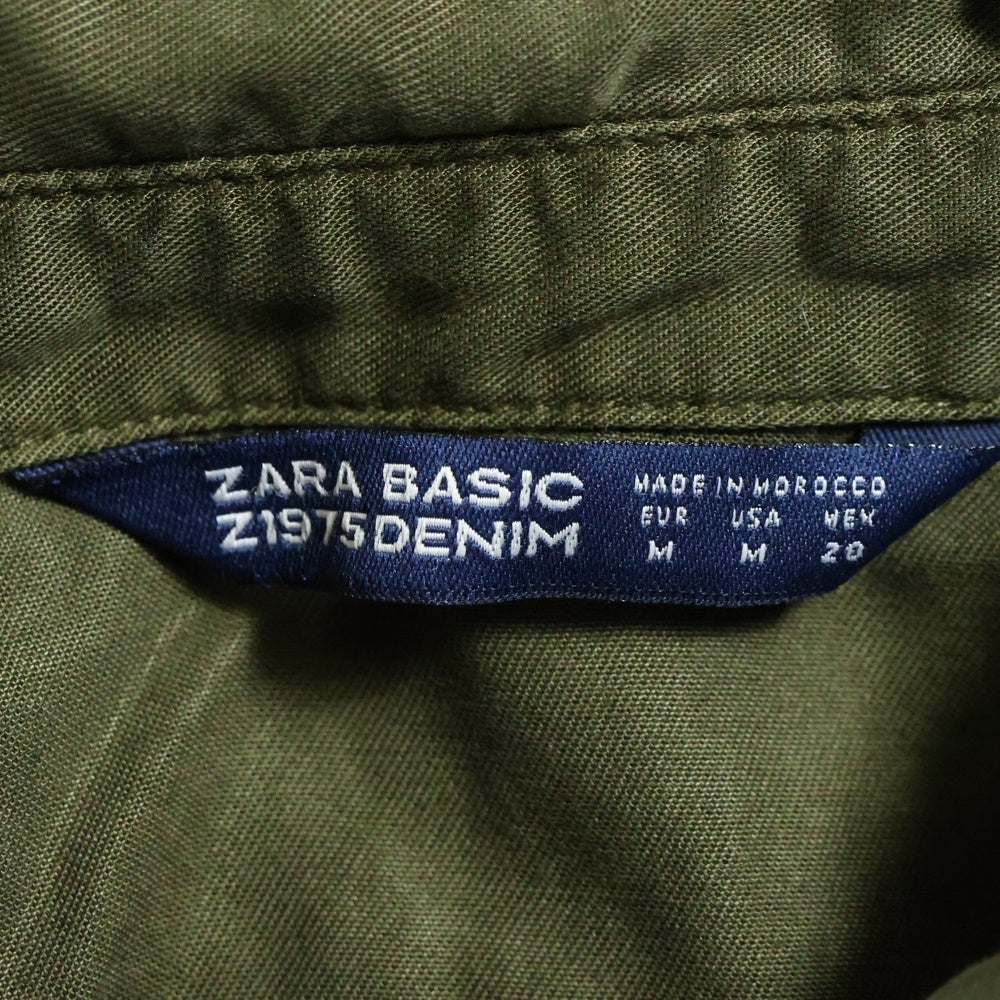 ZARA BASIC
Z1975DENIM
MADE IN MOROCCO
EUR USA MEX
M M 28